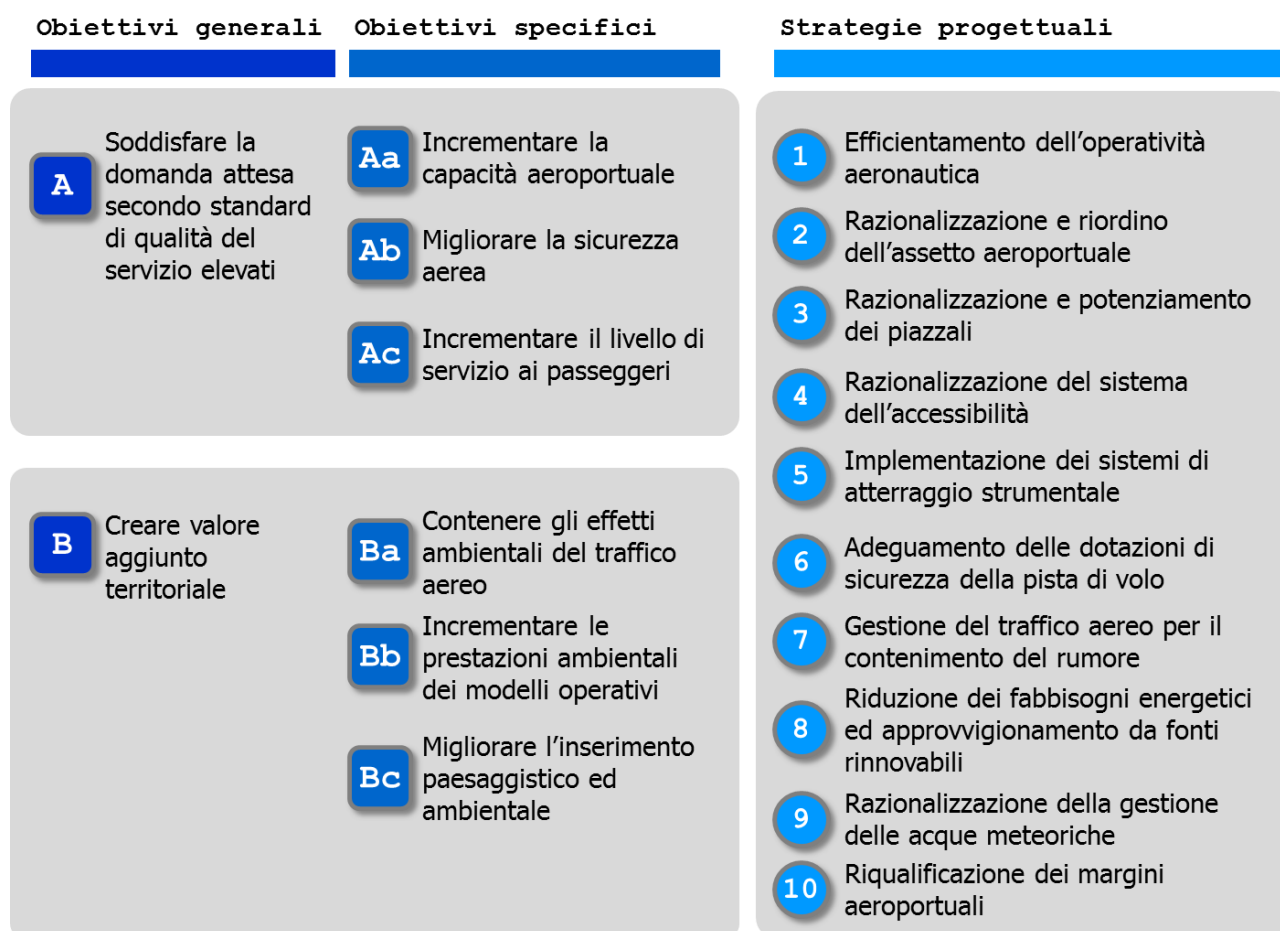 Obiettivi generali
Obiettivi specifici
Strategie progettuali
A
Soddisfare la
domanda attesa
secondo standard
di qualità del
servizio elevati
Aa
Incrementare la
capacità aeroportuale
Ab
Migliorare la sicurezza
aerea
Ac
Incrementare il livello di
servizio ai passeggeri
B
Creare valore
aggiunto
territoriale
Ba
Contenere gli effetti
ambientali del traffico
aereo
Bb
Incrementare le
prestazioni ambientali
dei modelli operativi
Bc
Migliorare l’inserimento
paesaggistico ed
ambientale
1
Efficientamento dell’operatività
aeronautica
2
Razionalizzazione e riordino
dell’assetto aeroportuale
3
Razionalizzazione e potenziamento
dei piazzali
4
Razionalizzazione del sistema
dell’accessibilità
5
Implementazione dei sistemi di
atterraggio strumentale
6
Adeguamento delle dotazioni di
sicurezza della pista di volo
7
Gestione del traffico aereo per il
contenimento del rumore
8
Riduzione dei fabbisogni energetici
ed approvvigionamento da fonti
rinnovabili
9
Razionalizzazione della gestione
delle acque meteoriche
10
Riqualificazione dei margini
aeroportuali